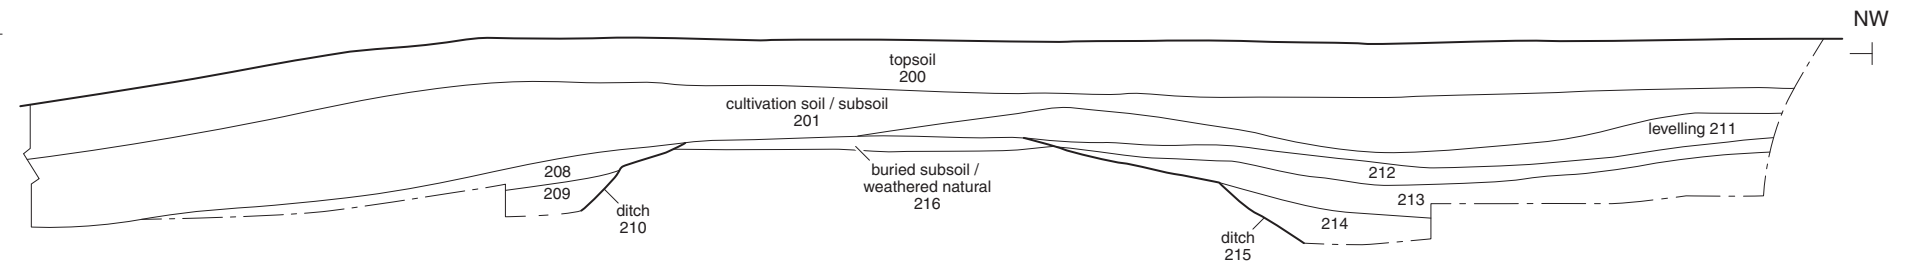 NW
topsoil
200
cultivation soil / subsoil
201
levelling 211
208
209
buried subsoil /
weathered natural
216
212
213
214
ditch
210
ditch
215